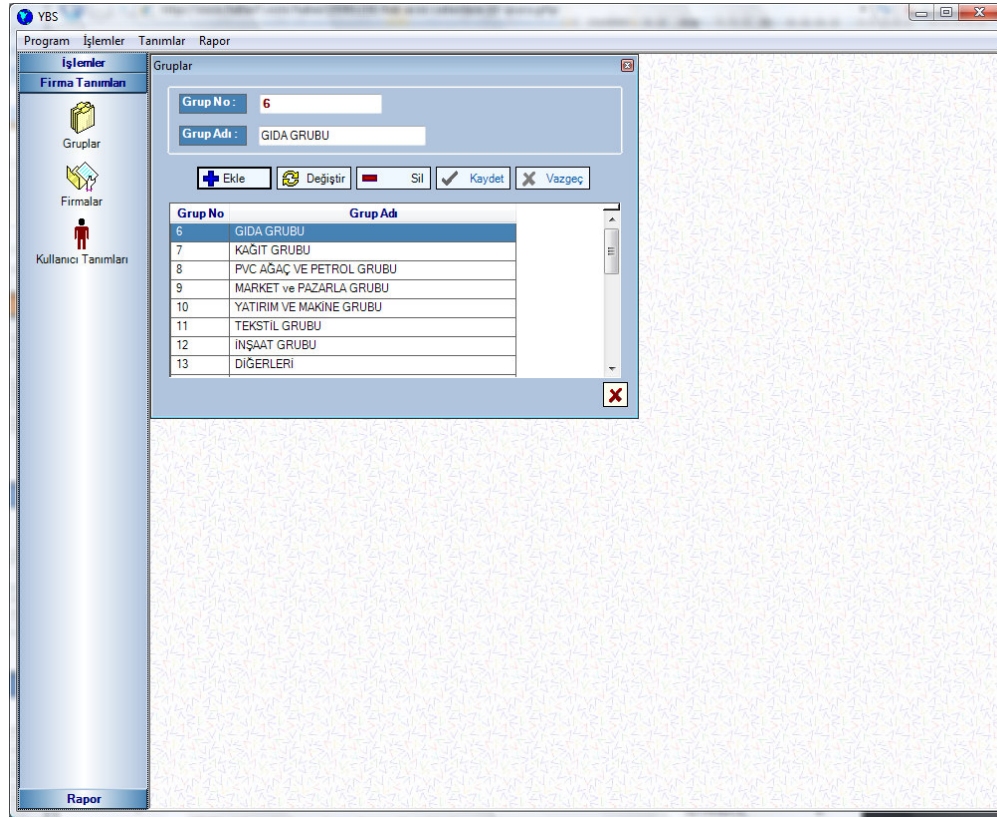 YBS
Program İşlemler Tanımlar Rapor
İşlemler
Firma Tanımları
Gruplar
Firmalar
Kullanıcı Tanımları
Rapor
Gruplar
Grup No : 6
Grup Adı : GIDA GRUBU
Ekle Değiştir Sil Kaydet Vazgeç
Grup No Grup Adı
6 GIDA GRUBU
7 KAĞIT GRUBU
8 PVC AĞAÇ VE PETROL GRUBU
9 MARKET ve PAZARLA GRUBU
10 YATIRIM VE MAKİNE GRUBU
11 TEKSTİL GRUBU
12 İNŞAAT GRUBU
13 DİĞERLERİ